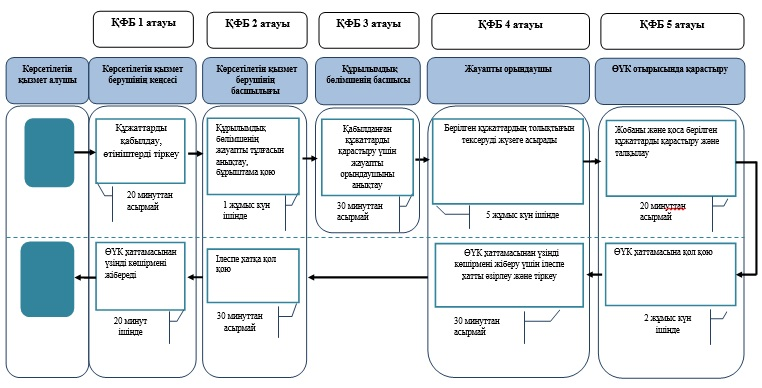 ҚФБ 1 атауы
ҚФБ 2 атауы
ҚФБ 3 атауы
ҚФБ 4 атауы
ҚФБ 5 атауы
Көрсетілетін
қызмет алушы
Көрсетілетін қызмет
берушінің кеңсесі
Көрсетілетін қызмет
берушінің
басшылығы
Құрылымдық
бөлімшенің басшысы
Жауапты орындаушы
ӨҮК отырысында қарастыру
Құжаттарды
қабылдау,
өтініштерді тіркеу
20 минуттан
асырмай
Құрылымдық
бөлімшенің
жауапты тұлғасын
анықтау,
бұрыштама қою
1 жұмыс күн
ішінде
Қабылданған
құжаттарды
қарастыру үшін
жауапты
орындаушыны
анықтау
30 минуттан
асырмай
Берілген құжаттардың толықтығын
тексеруді жүзеге асырады
5 жұмыс күн ішінде
Жобаны және қоса берілген
құжаттарды қарастыру және
талқылау
20 минуттан
асырмай
ӨҮК хаттамасынан
үзінді көшірмені
жібереді
20 минут
ішінде
Ілеспе хатқа қол
қою
30 минуттан
асырмай
ӨҮК хаттамасынан үзінді
көшірмені жіберу үшін ілеспе
хатты әзірлеу және тіркеу
30 минуттан
асырмай
ӨҮК хаттамасына қол қою
2 жұмыс күн
ішінде